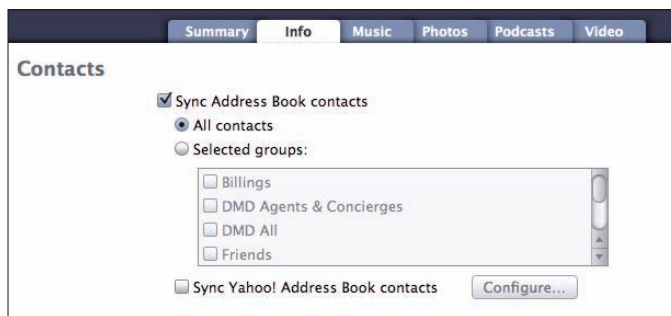 Summary Info Music Photos Podcasts Video
Contacts
Sync Address Book contacts
All contacts
Selected groups:
Billings
DMD Agents & Concierges
DMD All
Friends
Sync Yahoo! Address Book contacts Configure...